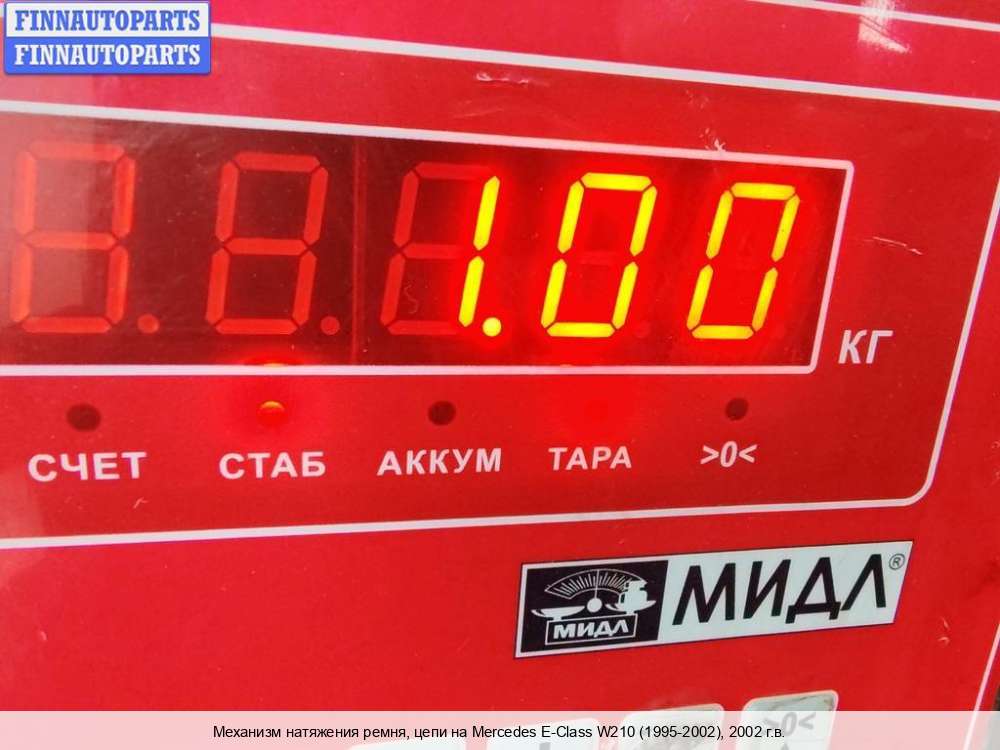 FINNAUTOPARTS
FINNAUTOPARTS
1.00
КГ
СЧЕТ СТАБ АККУМ ТАРА >0<
МИДЛ МИДЛ®
>0<
Механизм натяжения ремня, цепи на Mercedes E-Class W210 (1995-2002), 2002 г.в.